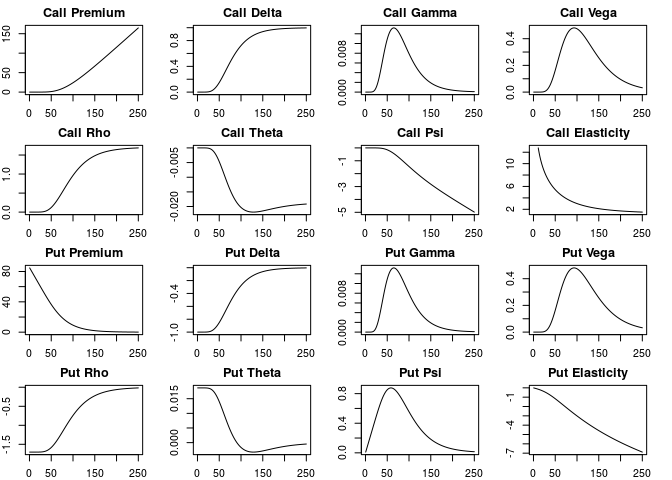 Call Premium Call Delta Call Gamma Call Vega
150 50 0
0.8 0.4 0.0
0.008 0.000
0.4 0.2 0.0
0 50 150 250 0 50 150 250 0 50 150 250 0 50 150 250
Call Rho Call Theta Call Psi Call Elasticity
1.0 0.0
-0.005 -0.020
-1 -3 -5
10 6 2
0 50 150 250 0 50 150 250 0 50 150 250 0 50 150 250
Put Premium Put Delta Put Gamma Put Vega
80 40 0
-0.4 -1.0
0.008 0.000
0.4 0.2 0.0
0 50 150 250 0 50 150 250 0 50 150 250 0 50 150 250
Put Rho Put Theta Put Psi Put Elasticity
-0.5 -1.5
0.015 0.000
0.8 0.4 0.0
-1 -4 -7
0 50 150 250 0 50 150 250 0 50 150 250 0 50 150 250